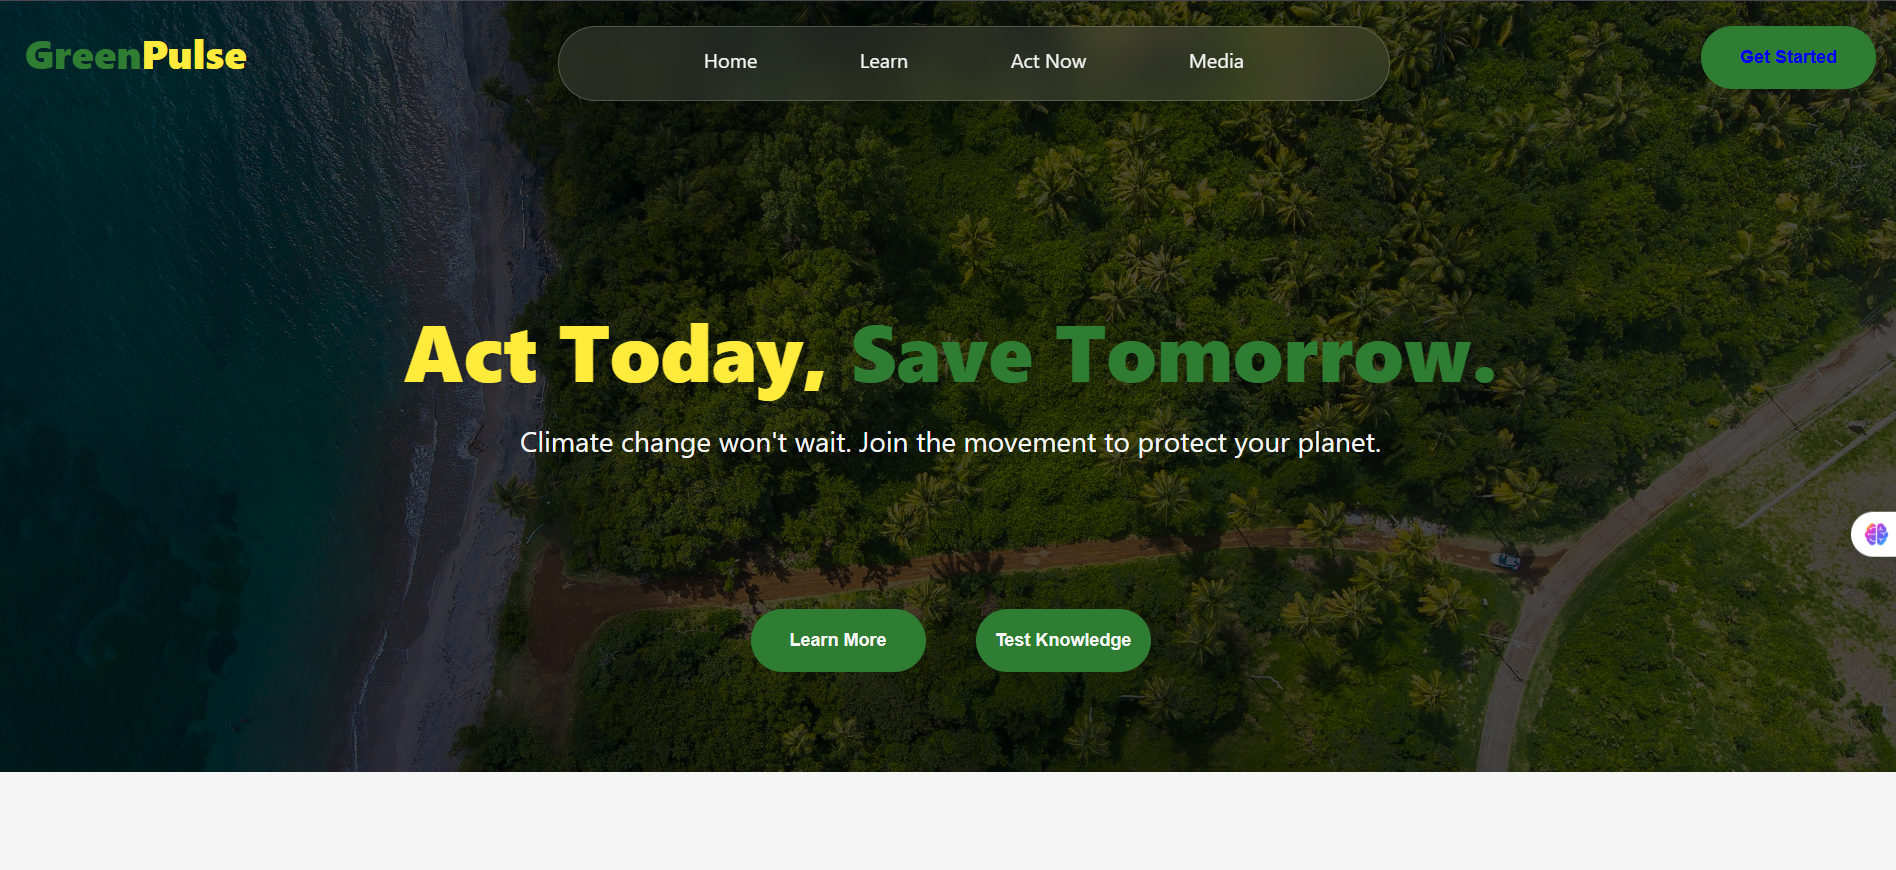 GreenPulse
Home
Learn
Act Now
Media
Get Started
Act Today, Save Tomorrow.
Climate change won't wait. Join the movement to protect your planet.
Learn More
Test Knowledge